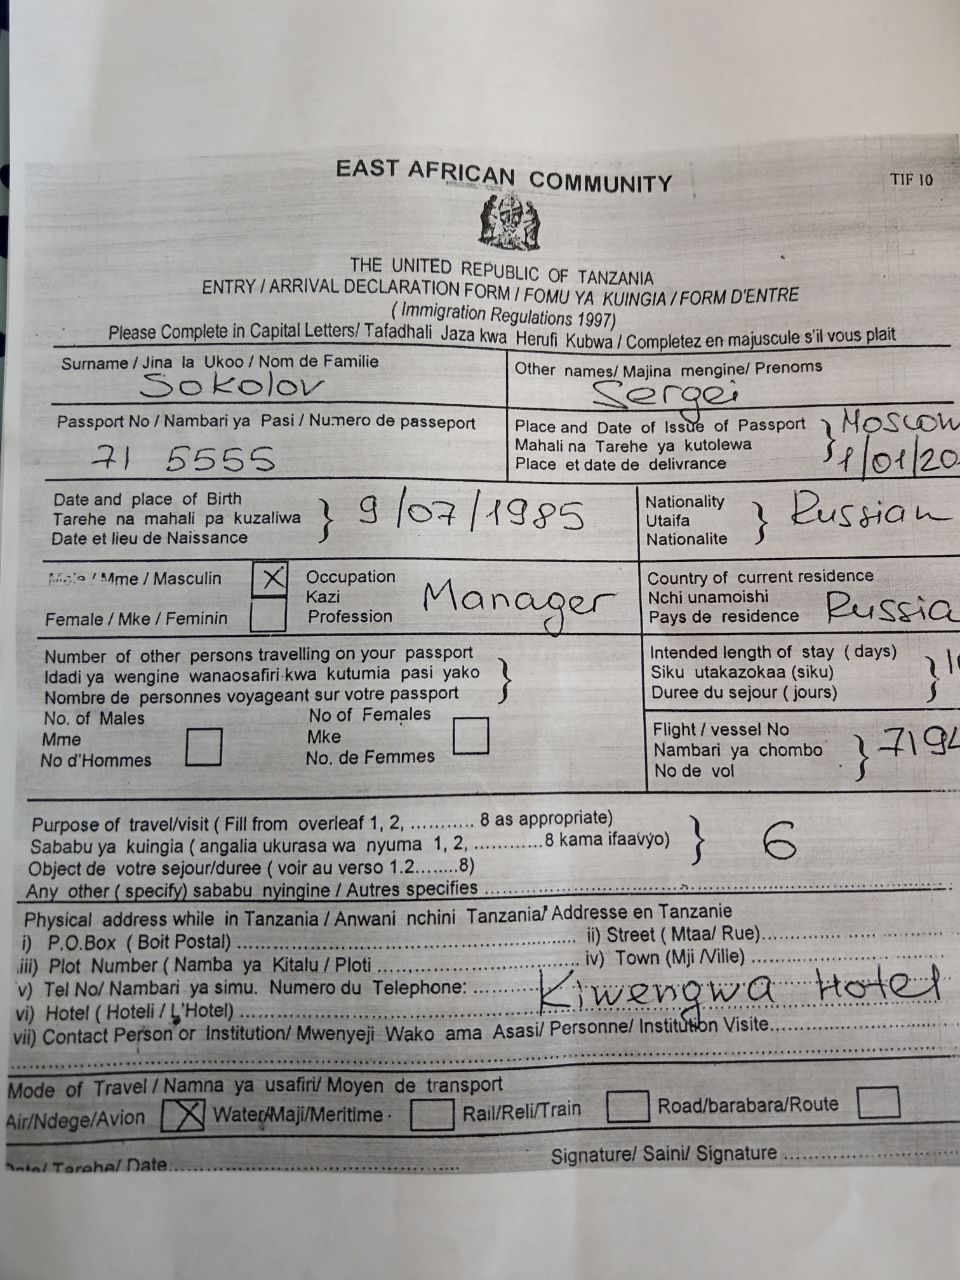 EAST AFRICAN COMMUNITY
TIF 10
THE UNITED REPUBLIC OF TANZANIA
ENTRY / ARRIVAL DECLARATION FORM / FOMU YA KUINGIA / FORM D'ENTRE
( Immigration Regulations 1997)
Please Complete in Capital Letters/ Tafadhali Jaza kwa Herufi Kubwa / Completez en majuscule s'il vous plait
Surname / Jina la Ukoo / Nom de Familie
Sokolov
Other names/ Majina mengine/ Prenoms
Sergei
Passport No / Nambari ya Pasi / Numero de passeport
71 5555
Place and Date of Issue of Passport
Mahali na Tarehe ya kutolewa
Place et date de delivrance
Moscow
1/01/20
Date and place of Birth
Tarehe na mahali pa kuzaliwa
Date et lieu de Naissance
9/07/1985
Nationality
Utaifa
Nationalite
Russian
/ Mme / Masculin
X
Female / Mke / Feminin
Occupation
Kazi
Profession
Manager
Country of current residence
Nchi unamoishi
Pays de residence
Russia
Number of other persons travelling on your passport
Idadi ya wengine wanaosafiri kwa kutumia pasi yako
Nombre de personnes voyageant sur votre passport
No. of Males
Mme
No d'Hommes
No of Females
Mke
No. de Femmes
Intended length of stay ( days)
Siku utakazokaa (siku)
Duree du sejour ( jours)
Flight / vessel No
Nambari ya chombo
No de vol
7194
Purpose of travel/visit ( Fill from overleaf 1, 2, ........... 8 as appropriate)
Sababu ya kuingia ( angalia ukurasa wa nyuma 1, 2, ............8 kama ifaavyo)
Object de votre sejour/duree ( voir au verso 1.2........8)
6
Any other ( specify) sababu nyingine / Autres specifies
Physical address while in Tanzania / Anwani nchini Tanzania/ Addresse en Tanzanie
i) P.O.Box ( Boit Postal)
ii) Street ( Mtaa/ Rue)
iii) Plot Number ( Namba ya Kitalu / Ploti
iv) Town (Mji /Vilie)
v) Tel No/ Nambari ya simu. Numero du Telephone:
vi) Hotel ( Hoteli / L'Hotel)
Kiwengwa Hotel
vii) Contact Person or Institution/ Mwenyeji Wako ama Asasi/ Personne/ Institution Visite
Mode of Travel / Namna ya usafiri/ Moyen de transport
Air/Ndege/Avion X Water/Maji/Meritime Rail/Reli/Train Road/barabara/Route
Date/ Tarehe/ Date
Signature/ Saini/ Signature